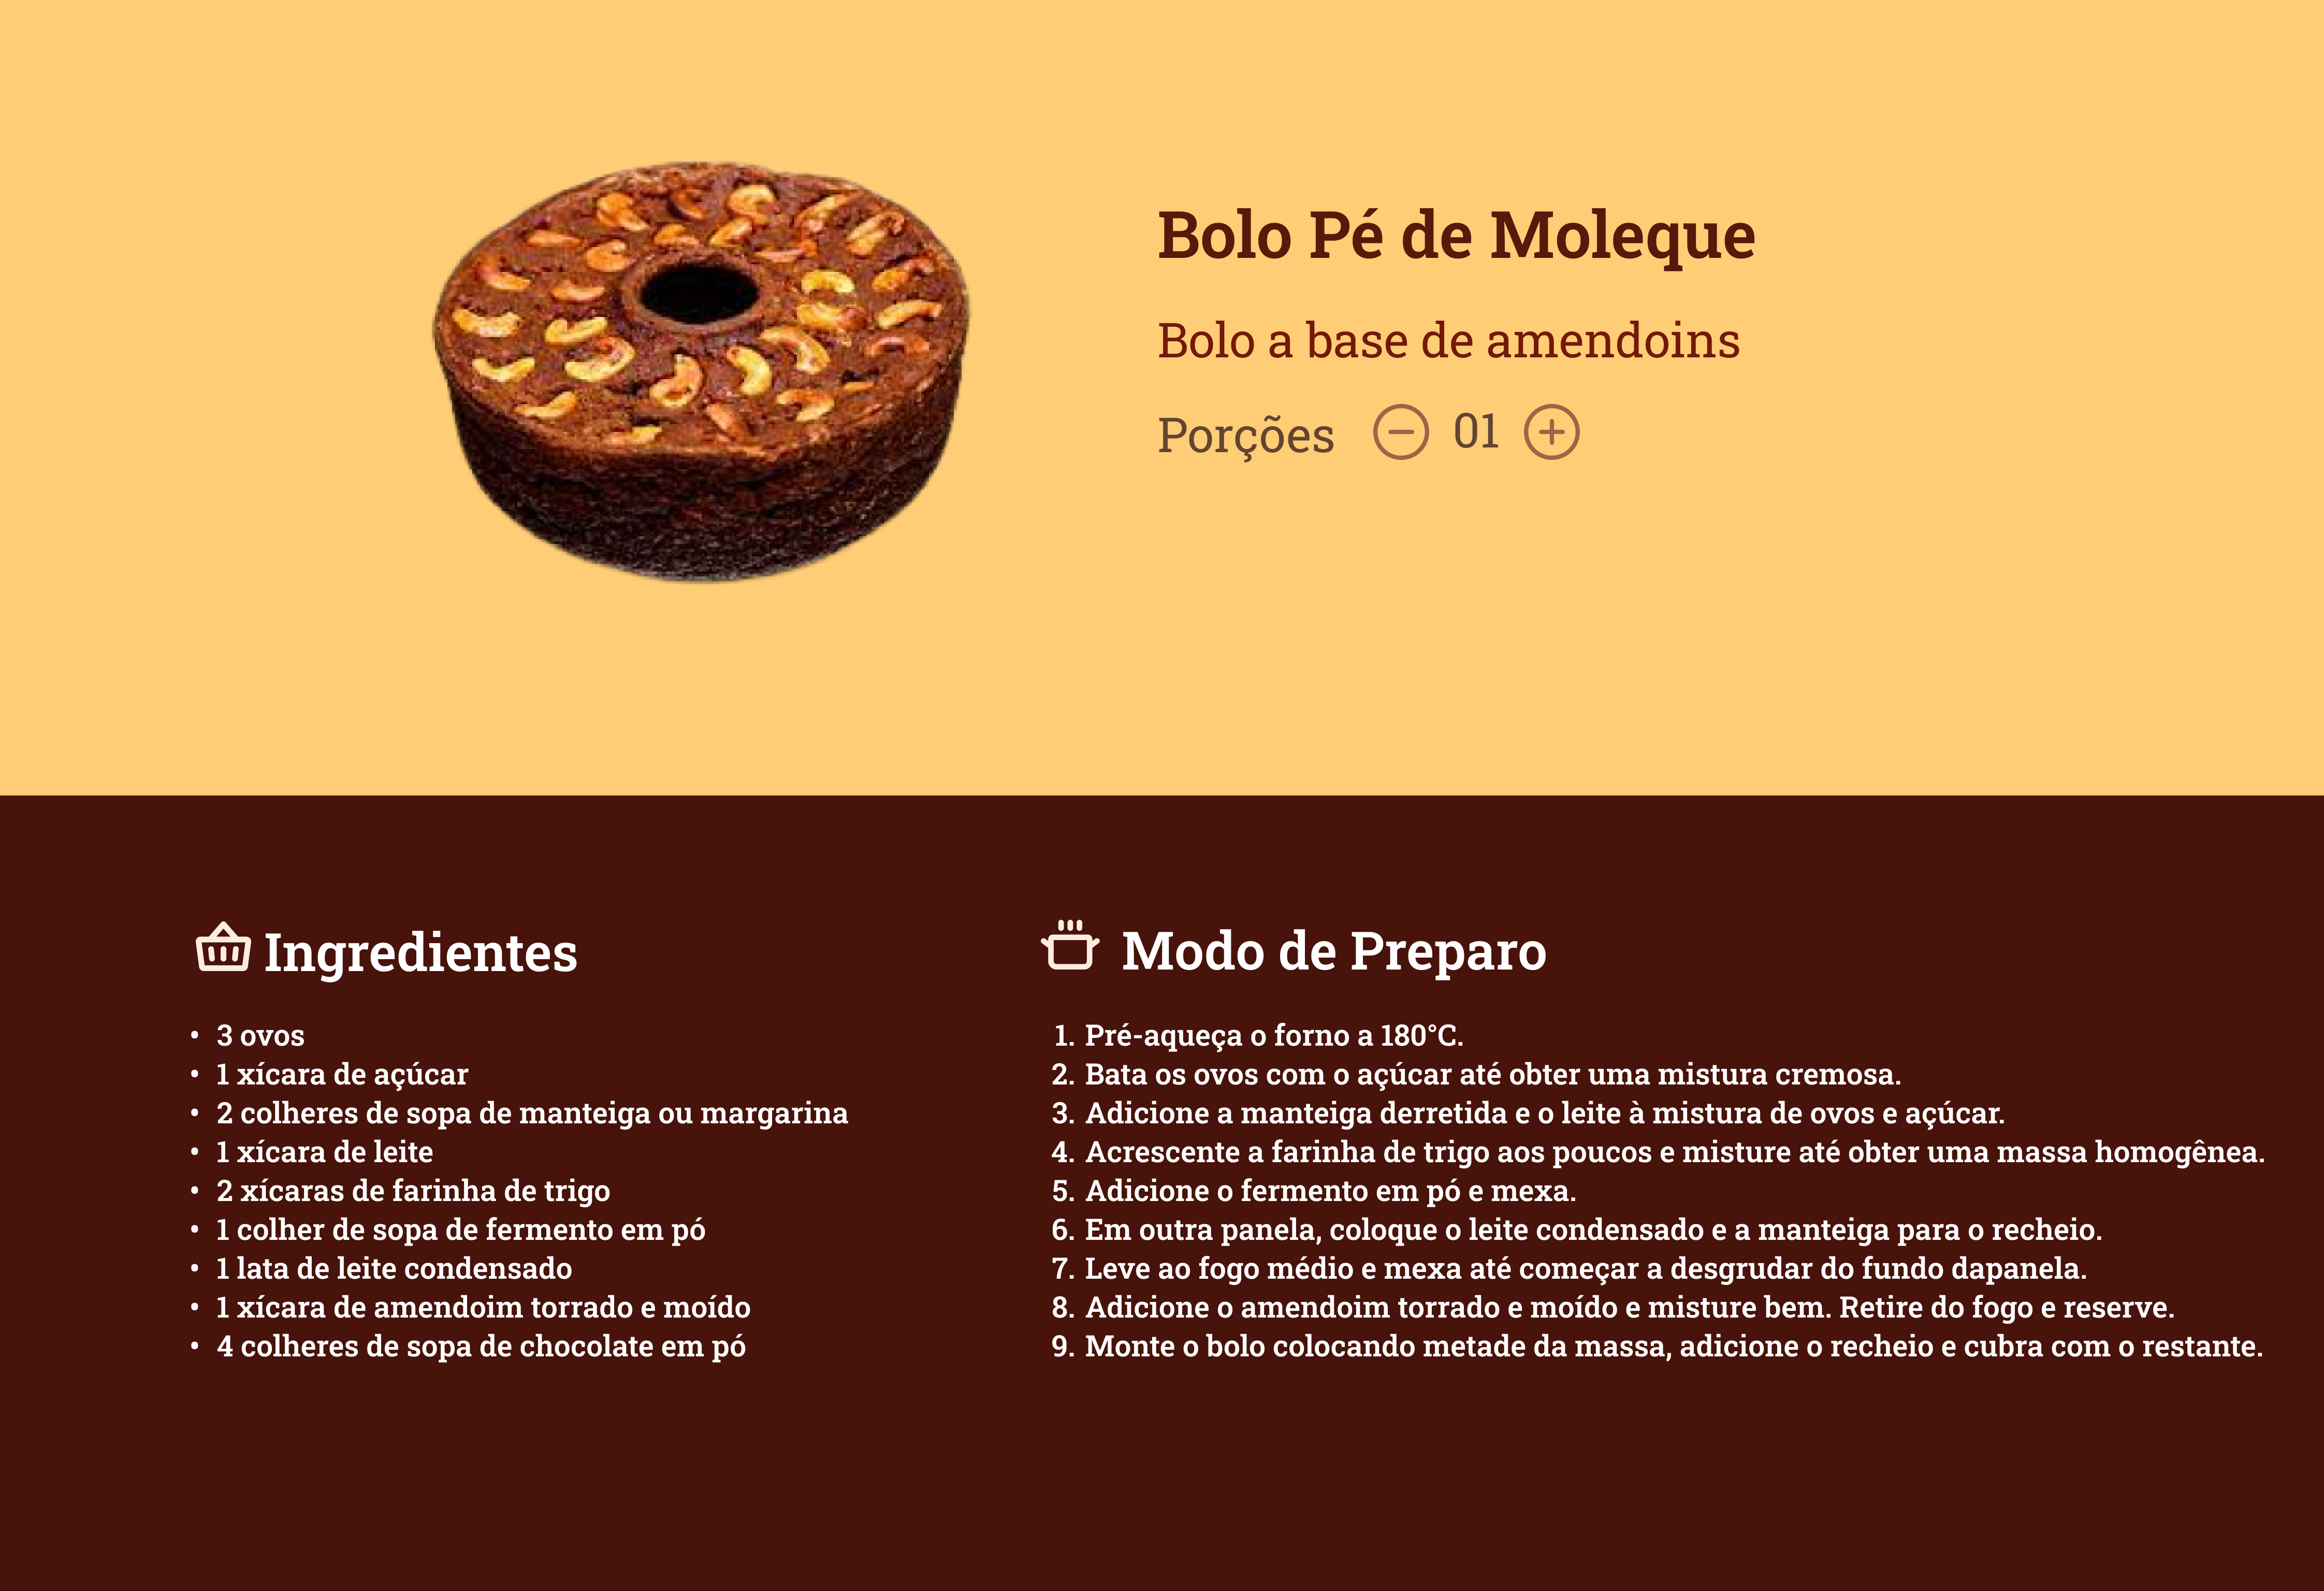 Bolo Pé de Moleque
Bolo a base de amendoins
Porções 01
Ingredientes
• 3 ovos
• 1 xícara de açúcar
• 2 colheres de sopa de manteiga ou margarina
• 1 xícara de leite
• 2 xícaras de farinha de trigo
• 1 colher de sopa de fermento em pó
• 1 lata de leite condensado
• 1 xícara de amendoim torrado e moído
• 4 colheres de sopa de chocolate em pó
Modo de Preparo
1. Pré-aqueça o forno a 180°C.
2. Bata os ovos com o açúcar até obter uma mistura cremosa.
3. Adicione a manteiga derretida e o leite à mistura de ovos e açúcar.
4. Acrescente a farinha de trigo aos poucos e misture até obter uma massa homogênea.
5. Adicione o fermento em pó e mexa.
6. Em outra panela, coloque o leite condensado e a manteiga para o recheio.
7. Leve ao fogo médio e mexa até começar a desgrudar do fundo dapanela.
8. Adicione o amendoim torrado e moído e misture bem. Retire do fogo e reserve.
9. Monte o bolo colocando metade da massa, adicione o recheio e cubra com o restante.